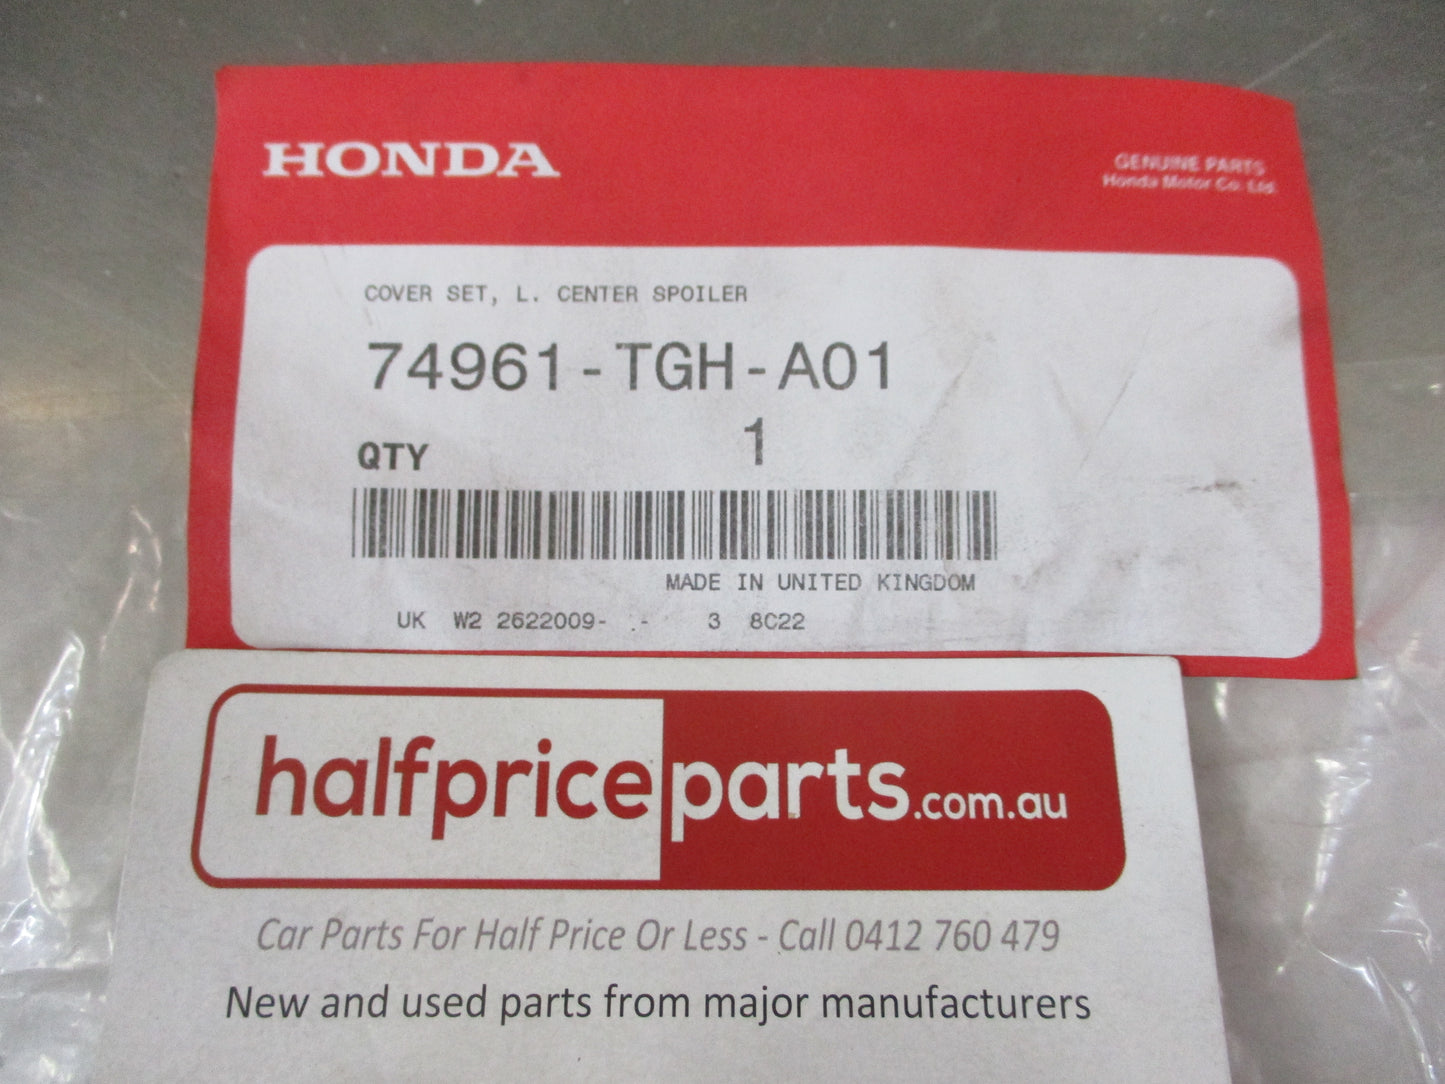 HONDA
GENUINE PARTS
Honda Motor Co. Ltd.
COVER SET, L. CENTER SPOILER
74961-TGH-A01
QTY 1
MADE IN UNITED KINGDOM
UK W2 2622009- .- 3 8C22
halfpriceparts.com.au
Car Parts For Half Price Or Less - Call 0412 760 479
New and used parts from major manufacturers